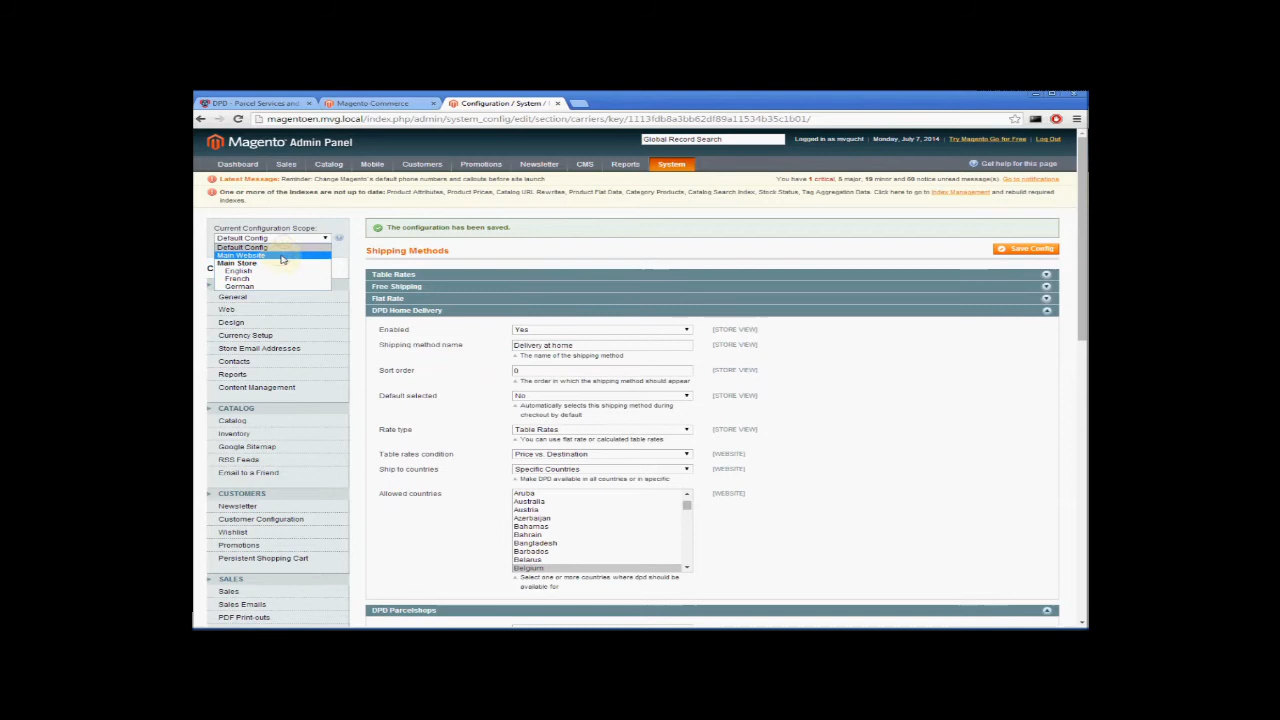 DPD - Parcel Services and
Magento Commerce
Configuration / System /
magentoen.mvg.local/index.php/admin/system_config/edit/section/carriers/key/1113fd8b3a3bb62df89a11534b35c1b01/
Magento Admin Panel
Global Record Search
Logged in as mvgucht
Monday, July 7, 2014
Try Magento Go for Free
Log Out
Dashboard
Sales
Catalog
Mobile
Customers
Promotions
Newsletter
CMS
Reports
System
Get help for this page
Latest Message: Reminder: Change Magento`s default phone numbers and callouts before site launch
You have 1 critical, 5 major, 19 minor and 60 notice unread message(s). Go to notifications
One or more of the Indexes are not up to date: Product Attributes, Product Prices, Catalog URL Rewrites, Product Flat Data, Category Products, Catalog Search Index, Stock Status, Tag Aggregation Data. Click here to go to Index Management and rebuild required
indexes.
Current Configuration Scope:
Default Config
Default Config
Main Website
Main Store
English
French
German
General
Web
Design
Currency Setup
Store Email Addresses
Contacts
Reports
Content Management
CATALOG
Catalog
Inventory
Google Sitemap
RSS Feeds
Email to a Friend
CUSTOMERS
Newsletter
Customer Configuration
Wishlist
Promotions
Persistent Shopping Cart
SALES
Sales
Sales Emails
PDF Print-outs
The configuration has been saved.
Shipping Methods
Save Config
Table Rates
Free Shipping
Flat Rate
DPD Home Delivery
Enabled
Yes
[STORE VIEW]
Shipping method name
Delivery at home
[STORE VIEW]
The name of the shipping method
Sort order
0
[STORE VIEW]
The order in which the shipping method should appear
Default selected
No
[STORE VIEW]
Automatically selects this shipping method during
checkout by default
Rate type
Table Rates
[STORE VIEW]
You can use flat rate or calculated table rates
Table rates condition
Price vs. Destination
[WEBSITE]
Ship to countries
Specific Countries
[WEBSITE]
Make DPD available in all countries or in specific
Allowed countries
[WEBSITE]
Aruba
Australia
Austria
Azerbaijan
Bahamas
Bahrain
Bangladesh
Barbados
Belarus
Belgium
Select one or more countries where dpd should be
available for
DPD Parcelshops